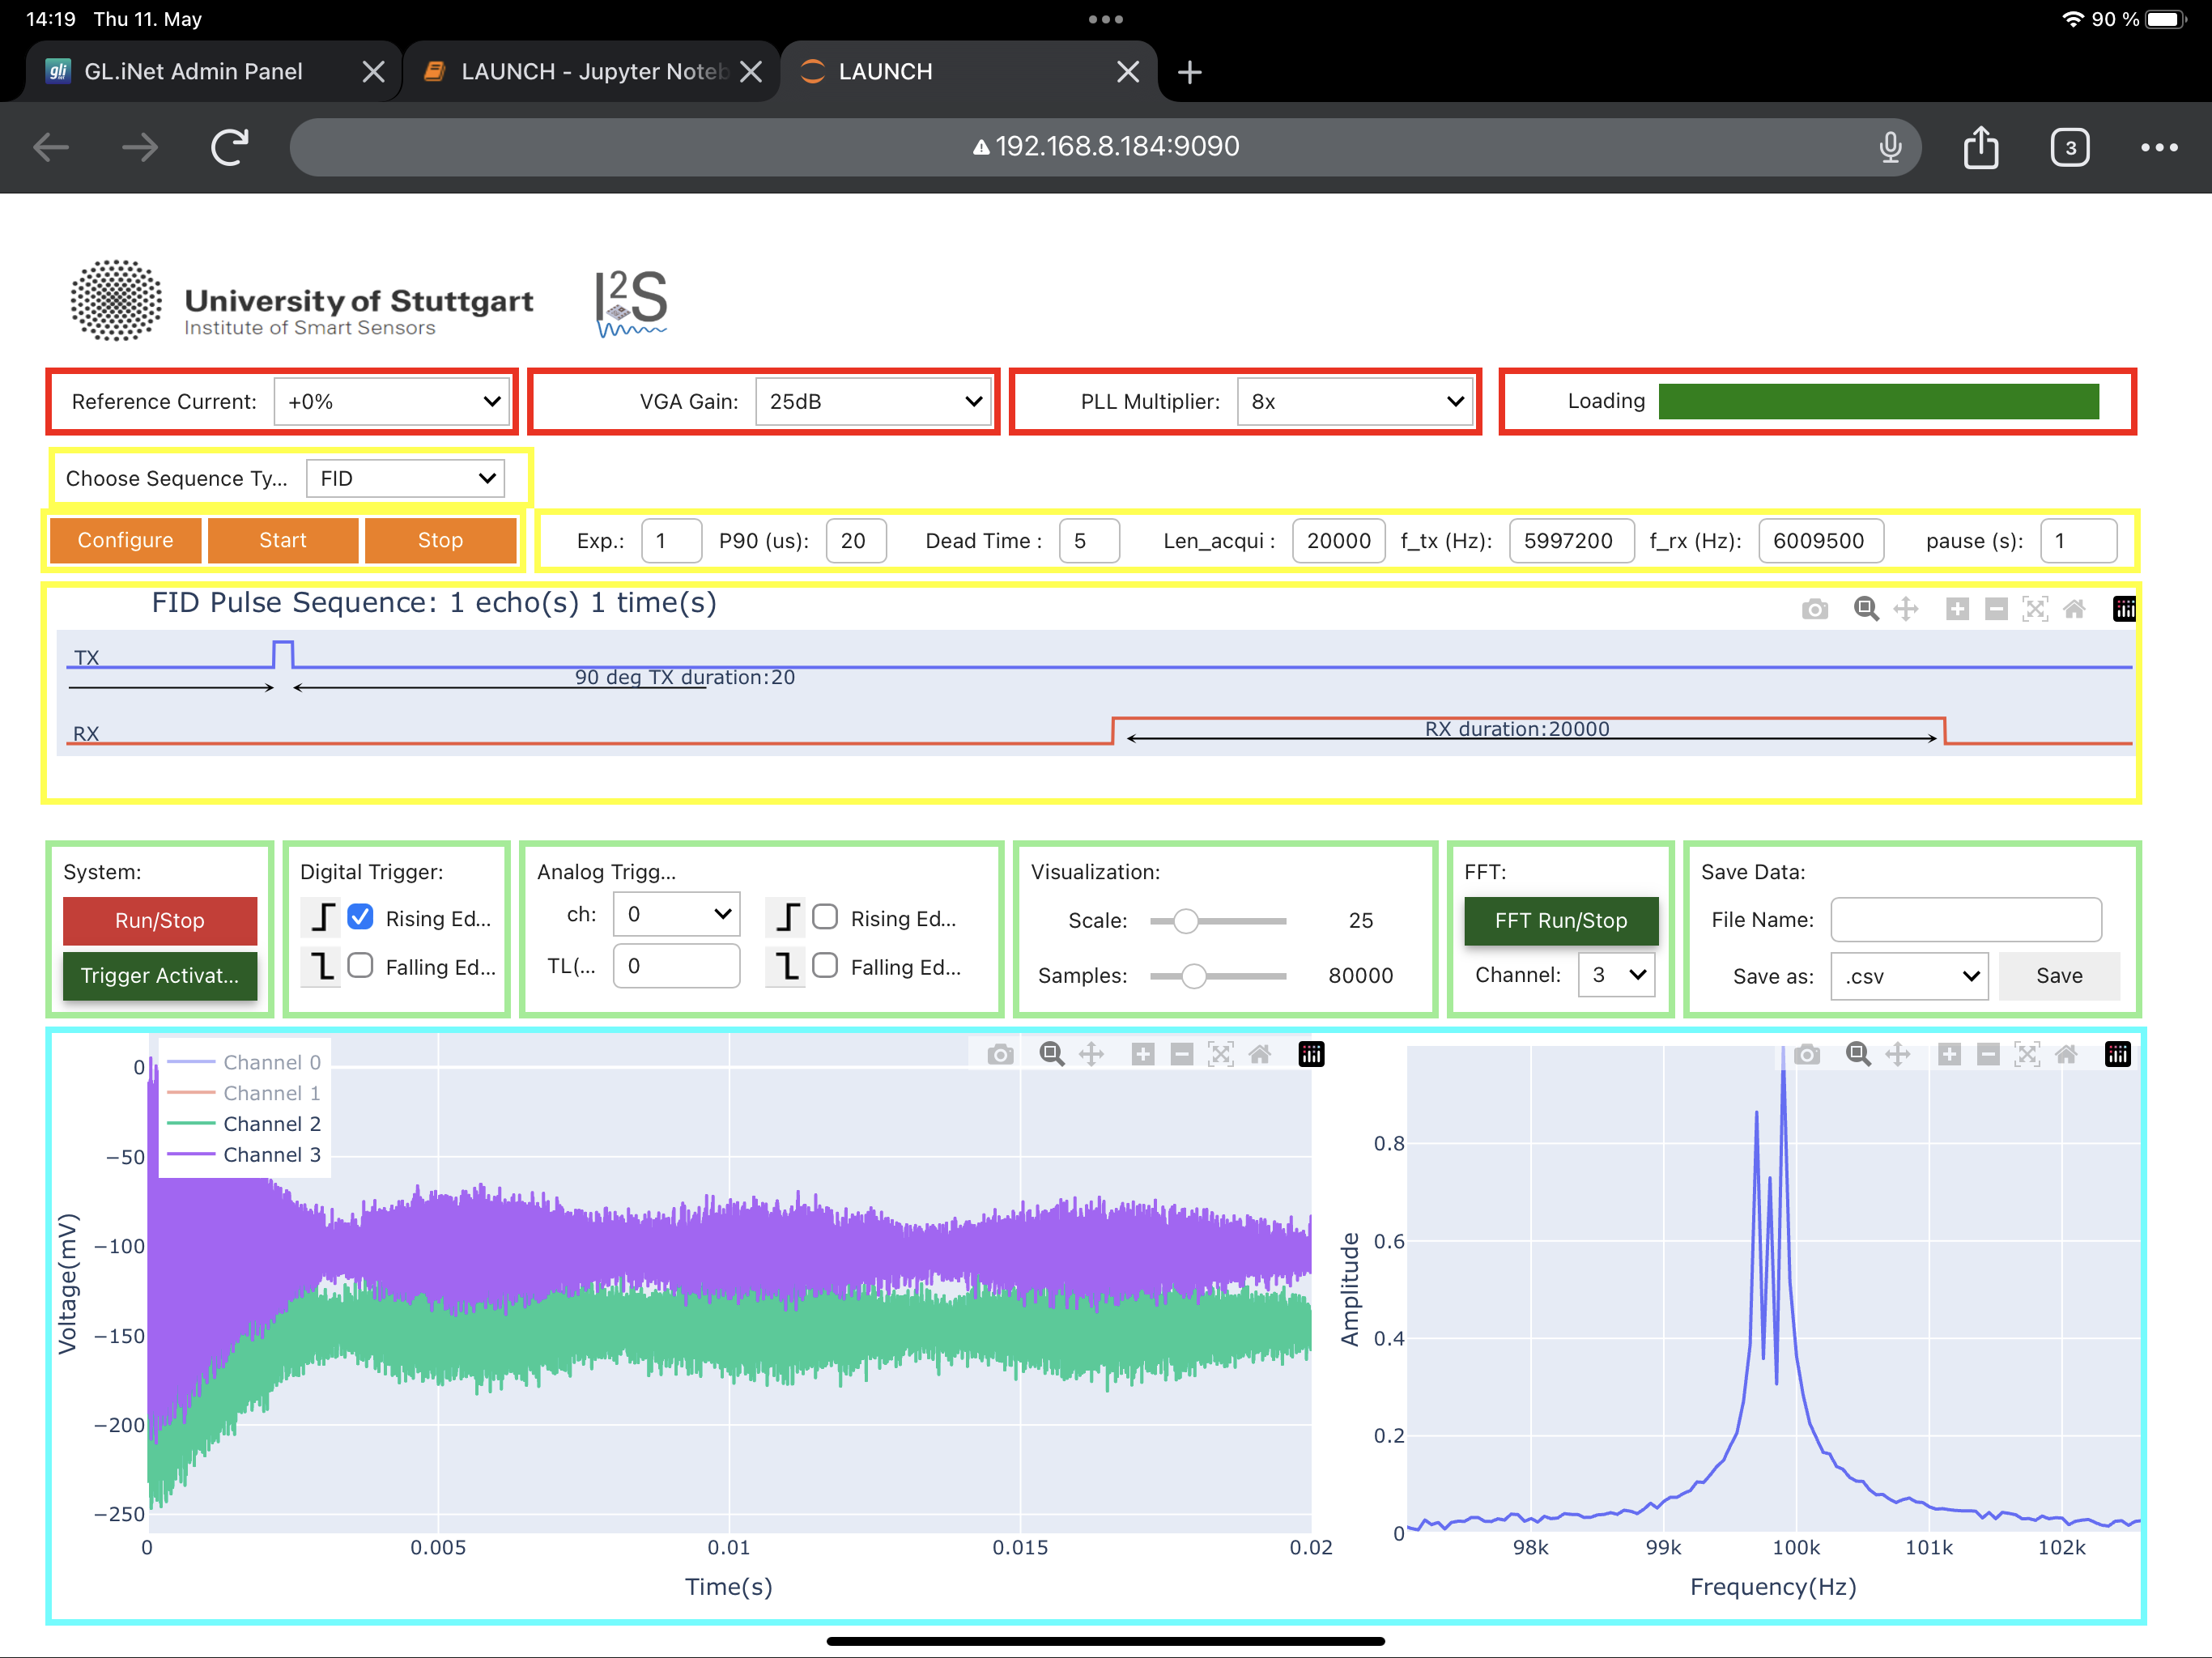 14:19 Thu 11. May
90 %
GL.iNet Admin Panel
LAUNCH - Jupyter Noteb
LAUNCH
192.168.8.184:9090
3
University of Stuttgart
Institute of Smart Sensors
I2S
Reference Current: +0%
VGA Gain: 25dB
PLL Multiplier: 8x
Loading
Choose Sequence Ty... FID
Configure Start Stop
Exp.: 1 P90 (us): 20 Dead Time : 5 Len_acqui : 20000 f_tx (Hz): 5997200 f_rx (Hz): 6009500 pause (s): 1
FID Pulse Sequence: 1 echo(s) 1 time(s)
TX
90 deg TX duration:20
RX
RX duration:20000
System:
Run/Stop
Trigger Activat...
Digital Trigger:
Rising Ed...
Falling Ed...
Analog Trigg...
ch: 0 Rising Ed...
TL(... 0 Falling Ed...
Visualization:
Scale: 25
Samples: 80000
FFT:
FFT Run/Stop
Channel: 3
Save Data:
File Name:
Save as: .csv Save
Channel 0
Channel 1
Channel 2
Channel 3
Voltage(mV)
0
−50
−100
−150
−200
−250
0 0.005 0.01 0.015 0.02
Time(s)
Amplitude
0.8
0.6
0.4
0.2
0
98k 99k 100k 101k 102k
Frequency(Hz)